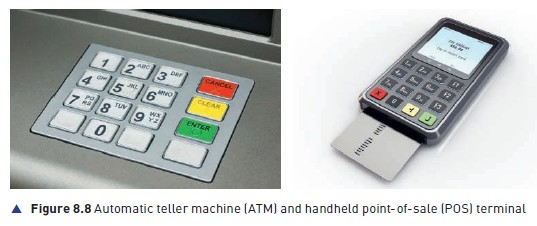 1 2 ABC 3 DEF CANCEL
4 GHI 5 JKL 6 MNO CLEAR
7 PQ RS 8 TUV 9 WX YZ ENTER
0
▲ Figure 8.8 Automatic teller machine (ATM) and handheld point-of-sale (POS) terminal